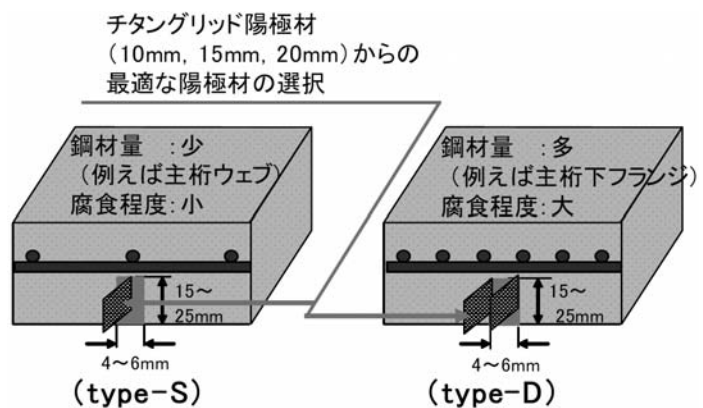 チタングリッド陽極材
（10mm, 15mm, 20mm）からの
最適な陽極材の選択
鋼材量　：少
（例えば主桁ウェブ）
腐食程度：小
15～
25mm
4～6mm
（type-S）
鋼材量　：多
（例えば主桁下フランジ）
腐食程度：大
15～
25mm
4～6mm
（type-D）